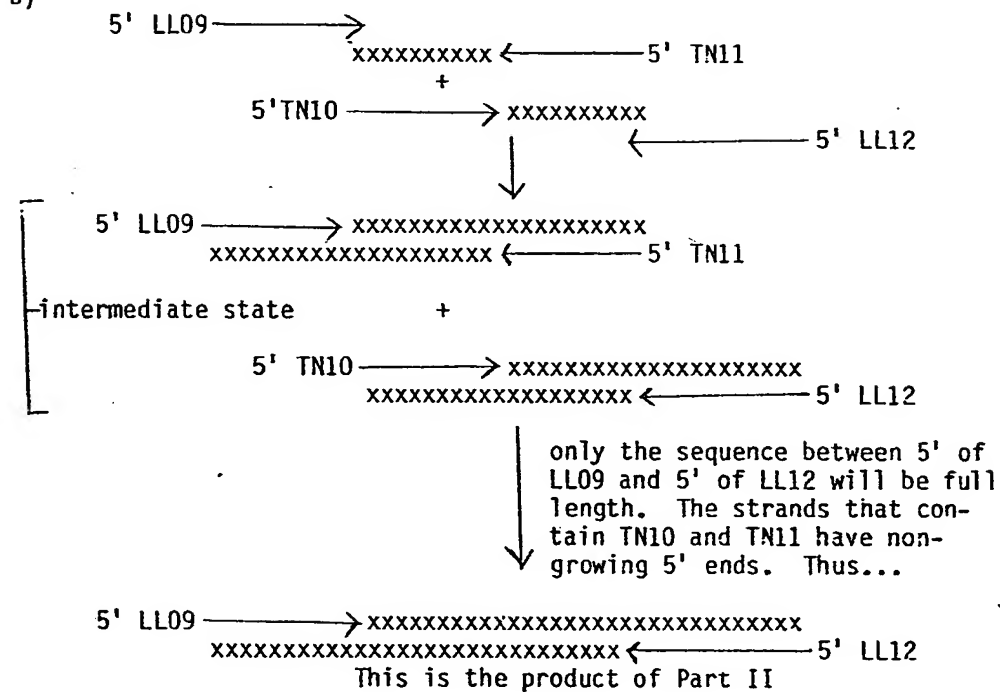 b)
5' LL09
xxxxxxxxxx 5' TN11
+
5'TN10 xxxxxxxxxx
5' LL12
5' LL09 xxxxxxxxxxxxxxxxxxxxx
xxxxxxxxxxxxxxxxxxxx 5' TN11
intermediate state +
5' TN10 xxxxxxxxxxxxxxxxxxxxx
xxxxxxxxxxxxxxxxxxx 5' LL12
only the sequence between 5' of
LL09 and 5' of LL12 will be full
length. The strands that con-
tain TN10 and TN11 have non-
growing 5' ends. Thus...
5' LL09 xxxxxxxxxxxxxxxxxxxxxxxxxxxxxxx
xxxxxxxxxxxxxxxxxxxxxxxxxxxxx 5' LL12
This is the product of Part II